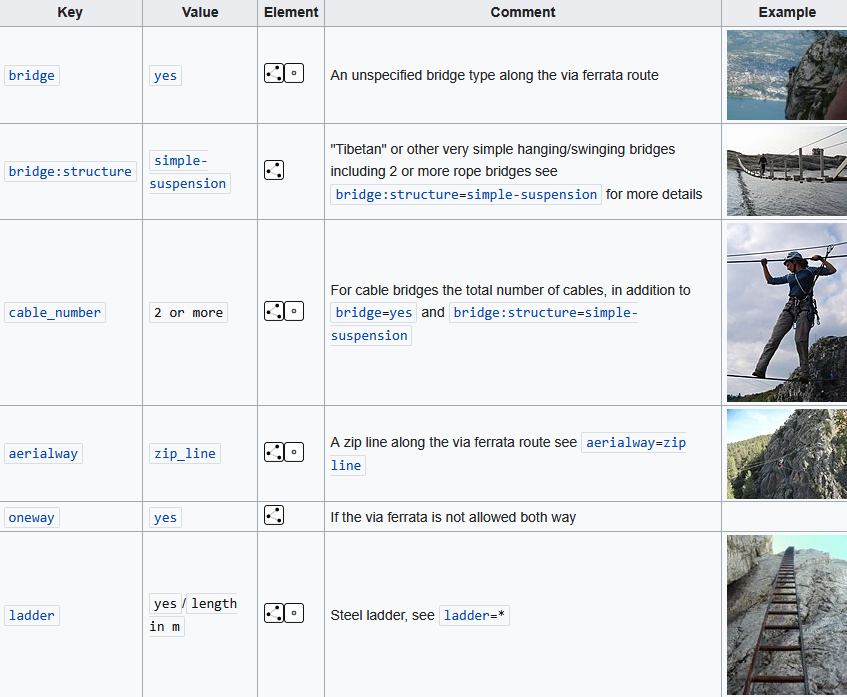 Key Value Element Comment Example
bridge yes An unspecified bridge type along the via ferrata route
bridge:structure simple-
suspension
"Tibetan" or other very simple hanging/swinging bridges
including 2 or more rope bridges see
bridge:structure=simple-suspension for more details
cable_number 2 or more
For cable bridges the total number of cables, in addition to
bridge=yes and bridge:structure=simple-
suspension
aerialway zip_line
A zip line along the via ferrata route see aerialway=zip
line
oneway yes If the via ferrata is not allowed both way
ladder yes / length
in m
Steel ladder, see ladder=*